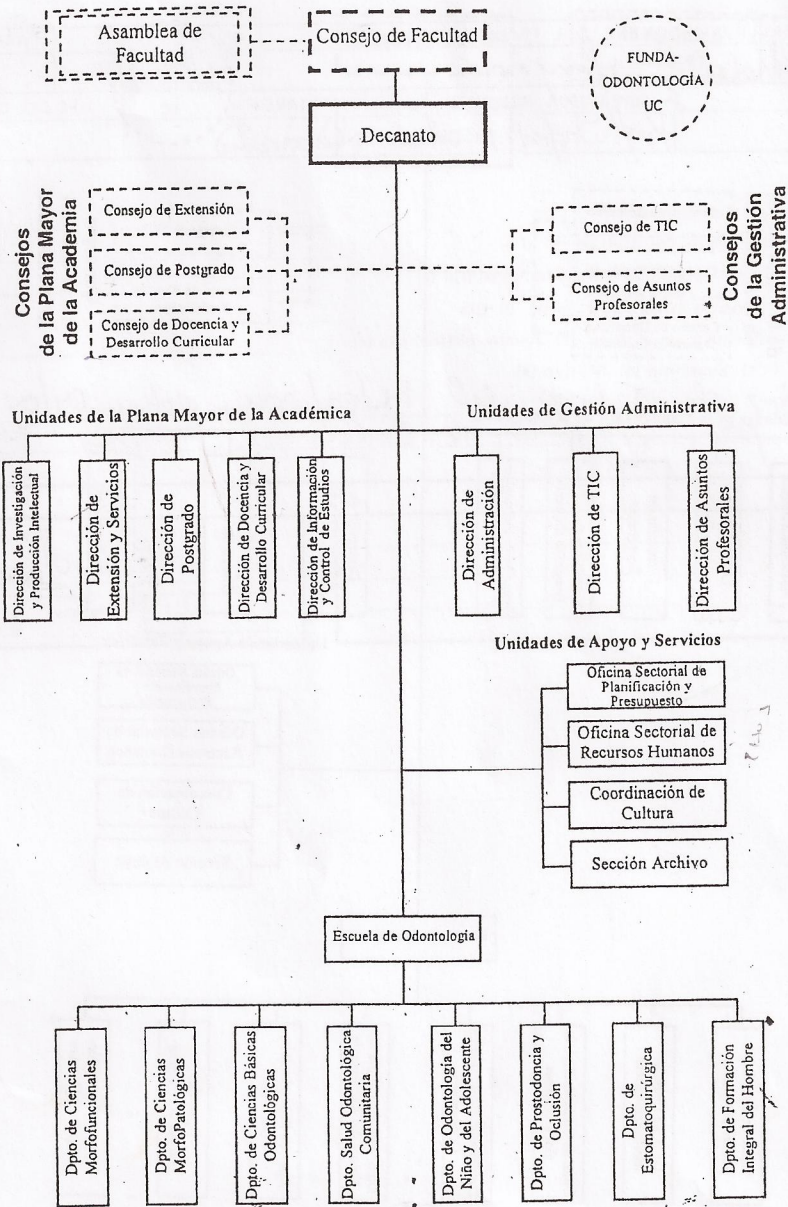 Asamblea de
Facultad
Consejo de Facultad
FUNDA-
ODONTOLOGÍA
UC
Decanato
Consejos
de la Plana Mayor
de la Academia
Consejo de Extensión
Consejo de Postgrado
Consejo de Docencia y
Desarrollo Curricular
Consejo de TIC
Consejo de Asuntos
Profesorales
Consejos
de la Gestión
Administrativa
Unidades de la Plana Mayor de la Académica
Dirección de Investigación
y Producción Intelectual
Dirección de
Extensión y Servicios
Dirección de
Postgrado
Dirección de Docencia y
Desarrollo Curricular
Dirección de Información
y Control de Estudios
Unidades de Gestión Administrativa
Dirección de
Administración
Dirección de TIC
Dirección de Asuntos
Profesorales
Unidades de Apoyo y Servicios
Oficina Sectorial de
Planificación y
Presupuesto
Oficina Sectorial de
Recursos Humanos
Coordinación de
Cultura
Sección Archivo
Escuela de Odontología
Dpto. de Ciencias
Morfofuncionales
Dpto. de Ciencias
MorfoPatológicas
Dpto. de Ciencias Básicas
Odontológicas
Dpto. Salud Odontológica
Comunitaria
Dpto. de Odontología del
Niño y del Adolescente
Dpto. de Prostodoncia y
Oclusión
Dpto. de
Estomatoquirúrgica
Dpto. de Formación
Integral del Hombre